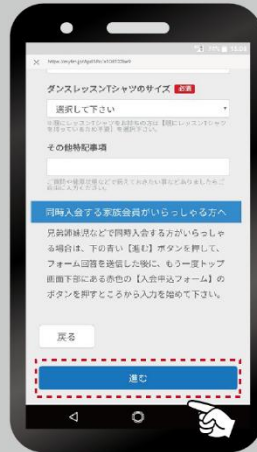 ダンスレッスンTシャツのサイズ 必須
選択して下さい
その他特記事項
同時入会する家族会員がいらっしゃる方へ
兄弟姉妹児などで同時入会する方がいらっしゃ
る場合は、下の青い【進む】ボタンを押して、
フォーム回答を送信した後に、もう一度トップ
画面下部にある赤色の【入会申込フォーム】の
ボタンを押すところから入力を始めて下さい。
戻る
進む